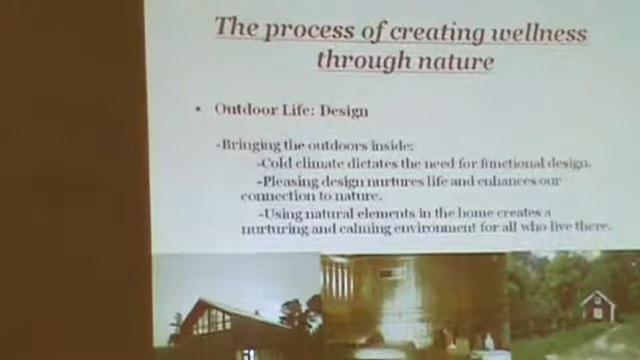 The process of creating wellness
through nature
• Outdoor Life: Design
-Bringing the outdoors inside:
-Cold climate dictates the need for functional design.
-Pleasing design nurtures life and enhances our
connection to nature.
-Using natural elements in the home creates a
nurturing and calming environment for all who live there.